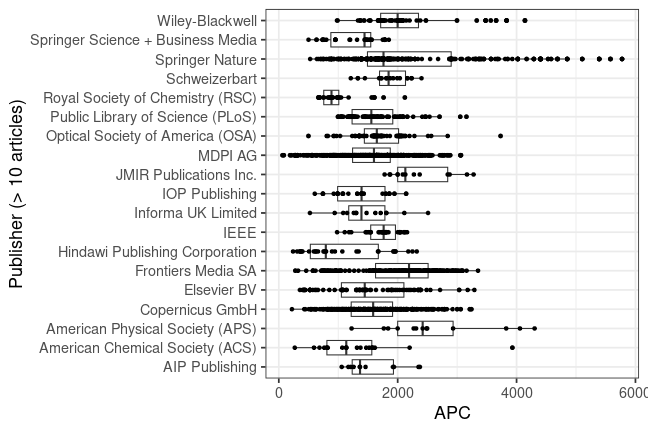 Publisher (> 10 articles)
Wiley-Blackwell
Springer Science + Business Media
Springer Nature
Schweizerbart
Royal Society of Chemistry (RSC)
Public Library of Science (PLoS)
Optical Society of America (OSA)
MDPI AG
JMIR Publications Inc.
IOP Publishing
Informa UK Limited
IEEE
Hindawi Publishing Corporation
Frontiers Media SA
Elsevier BV
Copernicus GmbH
American Physical Society (APS)
American Chemical Society (ACS)
AIP Publishing
0 2000 4000 6000
APC